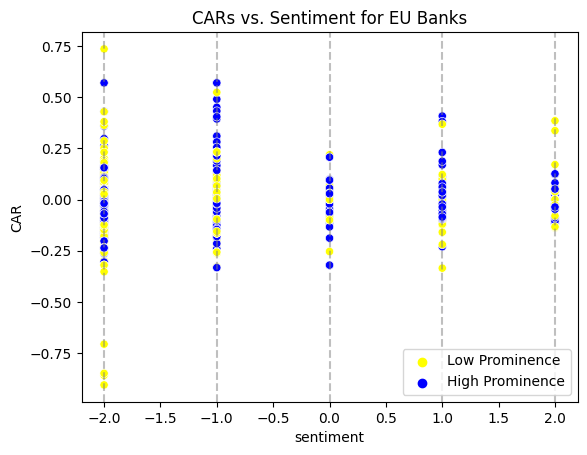 CARs vs. Sentiment for EU Banks
0.75
0.50
0.25
0.00
−0.25
−0.50
−0.75
CAR
Low Prominence
High Prominence
−2.0 −1.5 −1.0 −0.5 0.0 0.5 1.0 1.5 2.0
sentiment